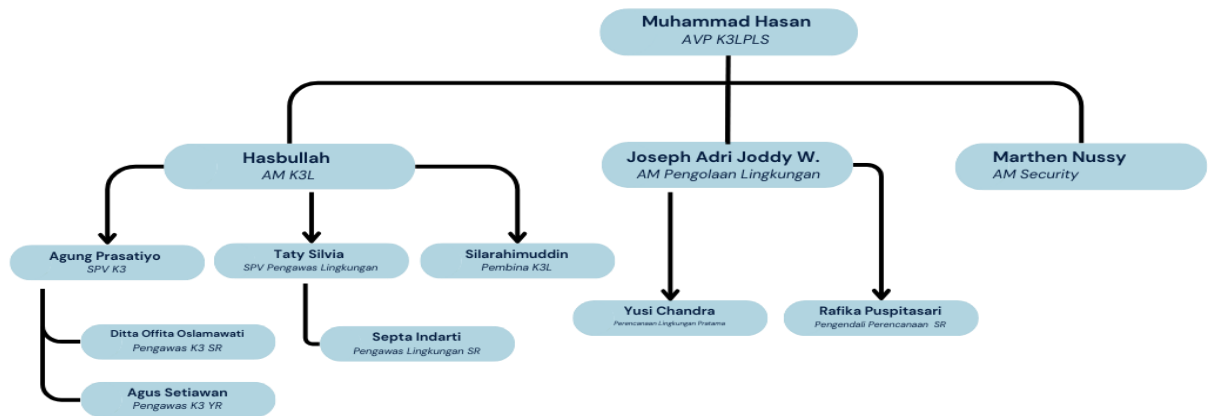 Muhammad Hasan
AVP K3LPLS
Hasbullah
AM K3L
Joseph Adri Joddy W.
AM Pengolaan Lingkungan
Marthen Nussy
AM Security
Agung Prasatiyo
SPV K3
Taty Silvia
SPV Pengawas Lingkungan
Silarahimuddin
Pembina K3L
Yusi Chandra
Perencanaan Lingkungan Pratama
Rafika Puspitasari
Pengendali Perencanaan SR
Ditta Offita Oslamawati
Pengawas K3 SR
Septa Indarti
Pengawas Lingkungan SR
Agus Setiawan
Pengawas K3 YR